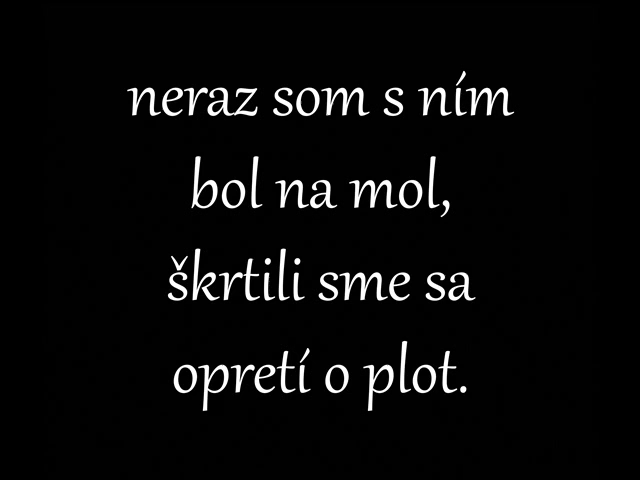 neraz som s ním
bol na mol,
škrtili sme sa
opretí o plot.